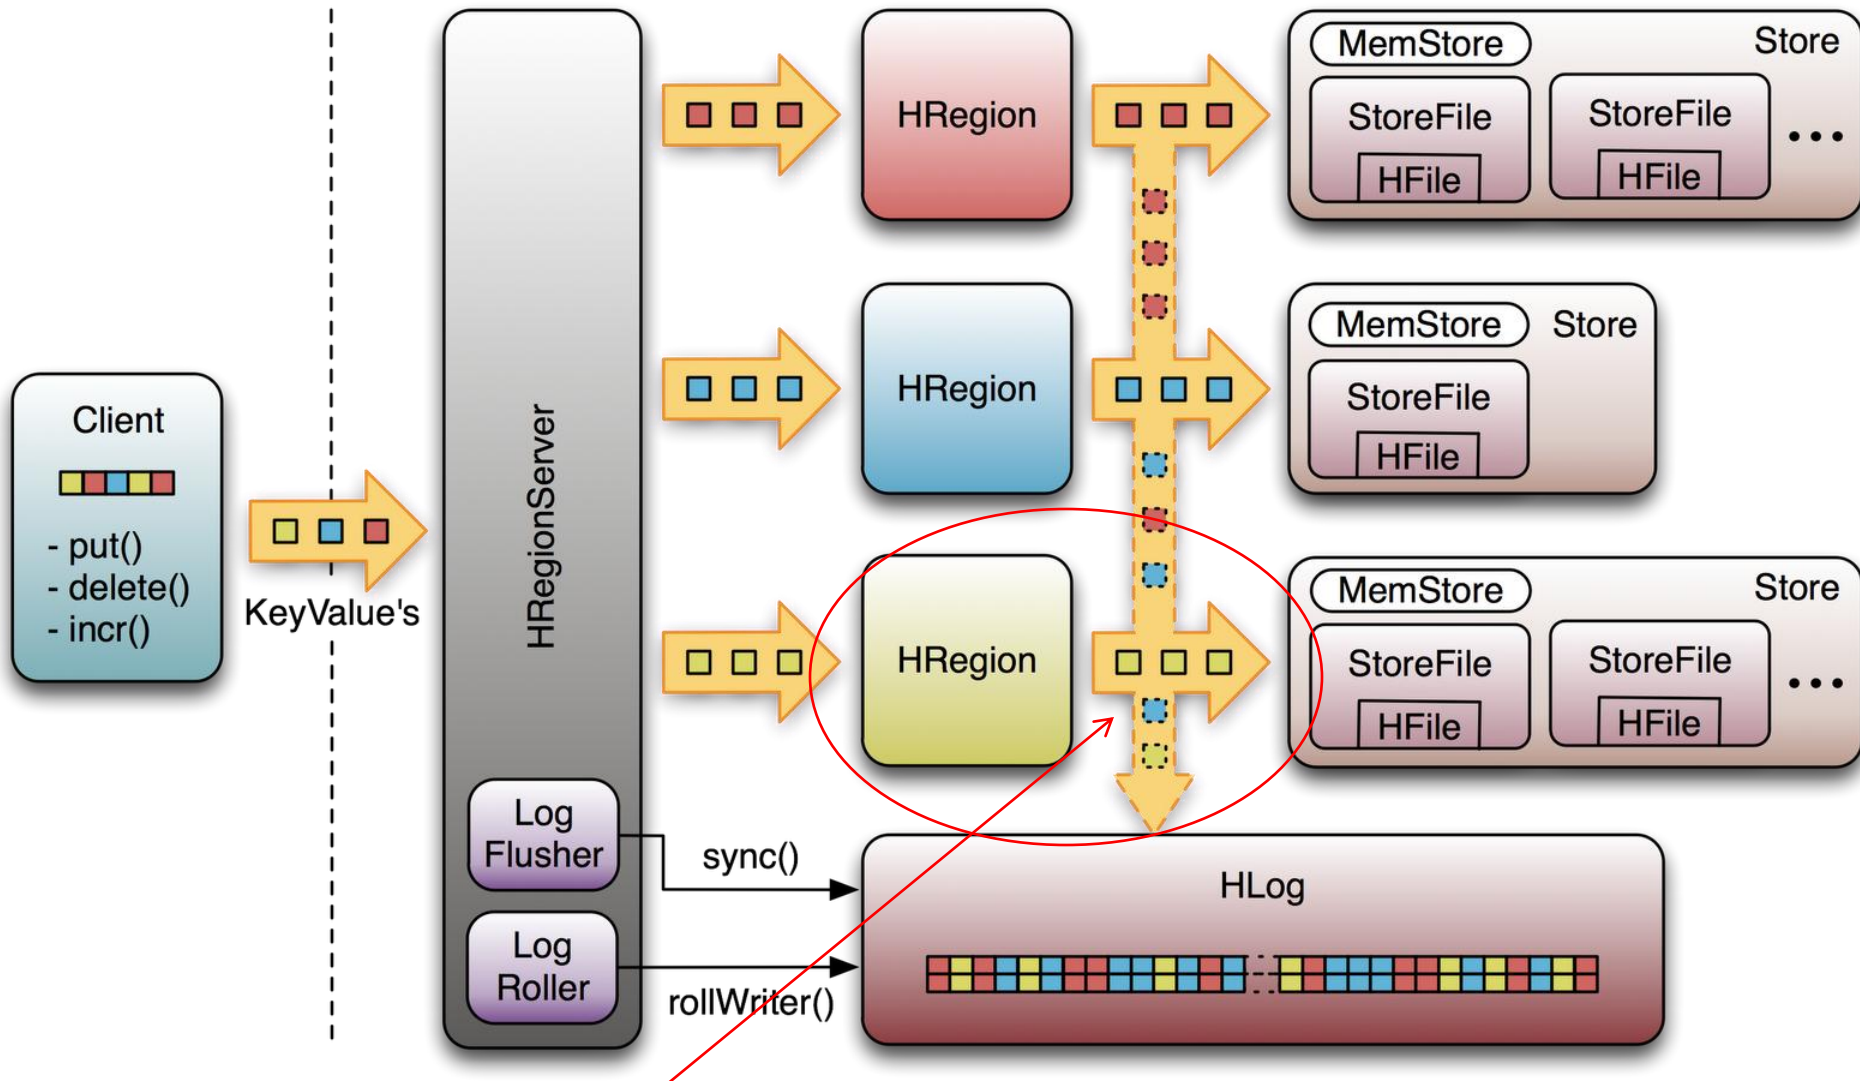 Client
- put()
- delete()
- incr()
KeyValue's
HRegionServer
Log
Flusher
Log
Roller
sync()
rollWriter()
HRegion
MemStore
Store
StoreFile
HFile
StoreFile
HFile
...
HRegion
MemStore
Store
StoreFile
HFile
HRegion
MemStore
Store
StoreFile
HFile
StoreFile
HFile
...
HLog